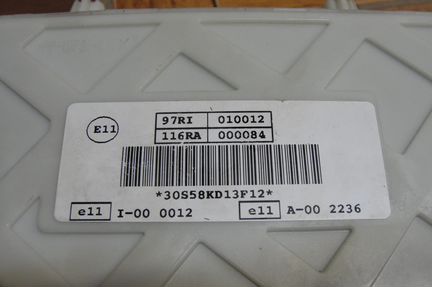 E11 97RI 010012
116RA 000084
*30S58KD13F12*
e11 I-00 0012 e11 A-00 2236